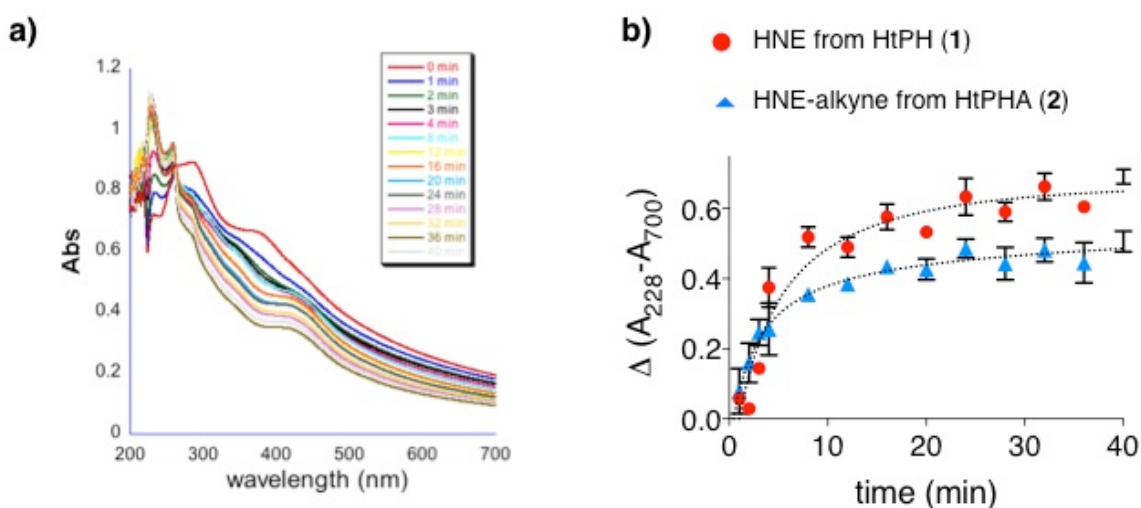 a)
1.2
1
0.8
0.6
0.4
0.2
0
Abs
200 300 400 500 600 700
wavelength (nm)
0 min
1 min
2 min
3 min
4 min
8 min
12 min
16 min
20 min
24 min
28 min
32 min
36 min
40 min
b)
HNE from HtPH (1)
HNE-alkyne from HtPHA (2)
0.6
0.4
0.2
0.0
Δ (A₂₂₈-A₇₀₀)
0 10 20 30 40
time (min)